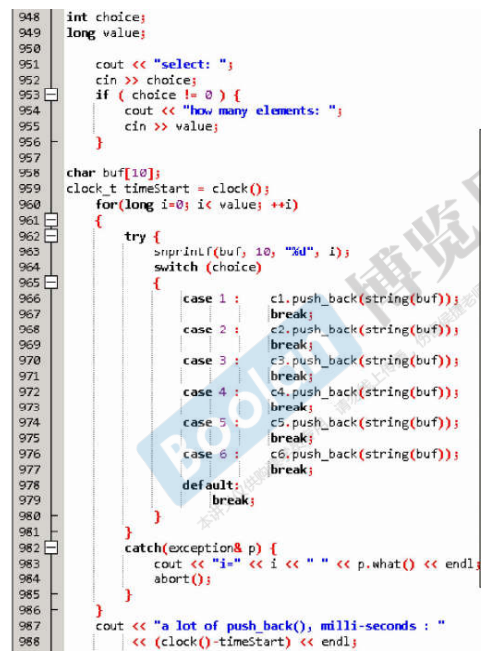 948 int choice;
949 long value;
950
951 cout << "select: ";
952 cin >> choice;
953 if ( choice != 0 ) {
954 cout << "how many elements: ";
955 cin >> value;
956 }
957
958 char buf[10];
959 clock_t timeStart = clock();
960 for(long i=0; i< value; ++i)
961 {
962 try {
963 snprintf(buf, 10, "%d", i);
964 switch (choice)
965 {
966 case 1 : c1.push_back(string(buf));
967 break;
968 case 2 : c2.push_back(string(buf));
969 break;
970 case 3 : c3.push_back(string(buf));
971 break;
972 case 4 : c4.push_back(string(buf));
973 break;
974 case 5 : c5.push_back(string(buf));
975 break;
976 case 6 : c6.push_back(string(buf));
977 break;
978 default:
979 break;
980 }
981 }
982 catch(exception& p) {
983 cout << "i=" << i << " " << p.what() << endl;
984 abort();
985 }
986 }
987 cout << "a lot of push_back(), milli-seconds : "
988 << (clock()-timeStart) << endl;
Boolan
博览